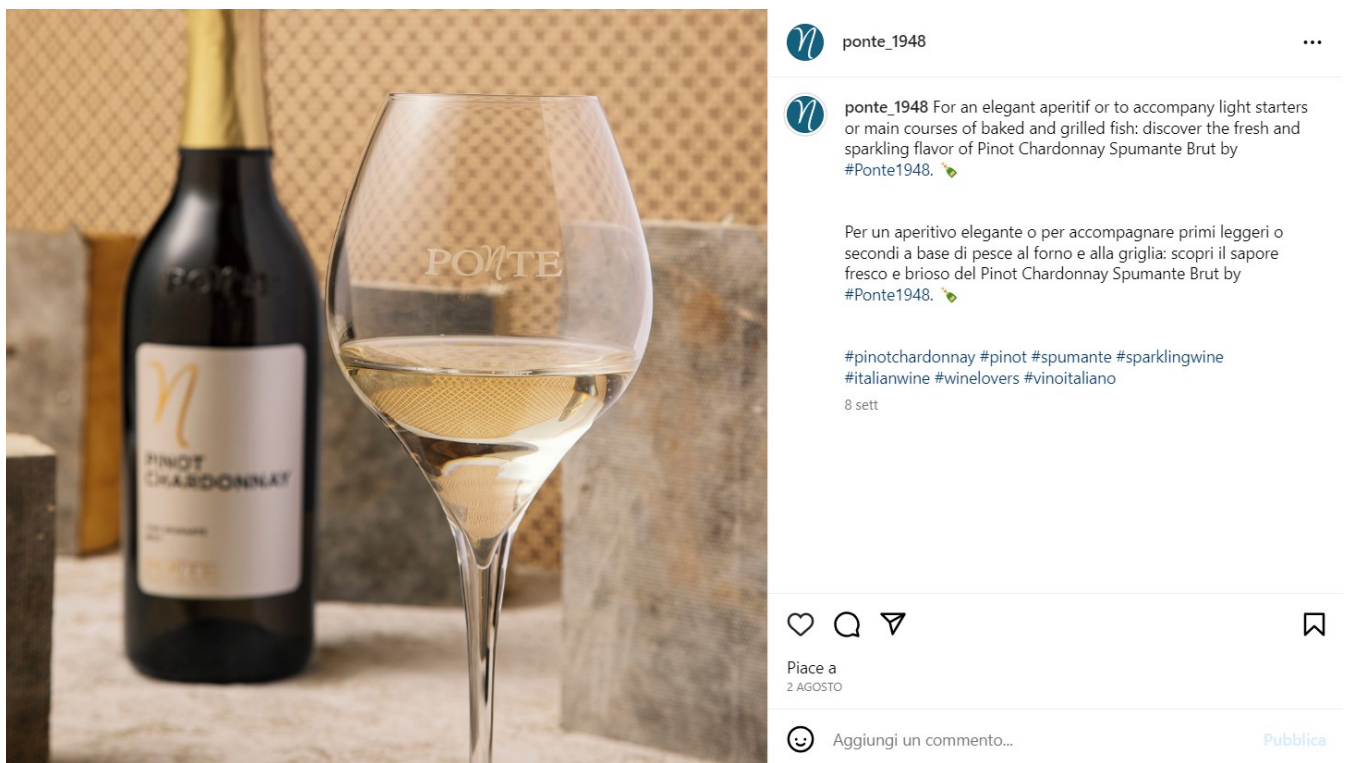 PONTE
PONTE
n
PINOT
CHARDONNAY
PONTE
ponte_1948
ponte_1948 For an elegant aperitif or to accompany light starters
or main courses of baked and grilled fish: discover the fresh and
sparkling flavor of Pinot Chardonnay Spumante Brut by
#Ponte1948. 🍾
Per un aperitivo elegante o per accompagnare primi leggeri o
secondi a base di pesce al forno e alla griglia: scopri il sapore
fresco e brioso del Pinot Chardonnay Spumante Brut by
#Ponte1948. 🍾
#pinotchardonnay #pinot #spumante #sparklingwine
#italianwine #winelovers #vinoitaliano
8 sett
Piace a
2 AGOSTO
Aggiungi un commento...
Pubblica